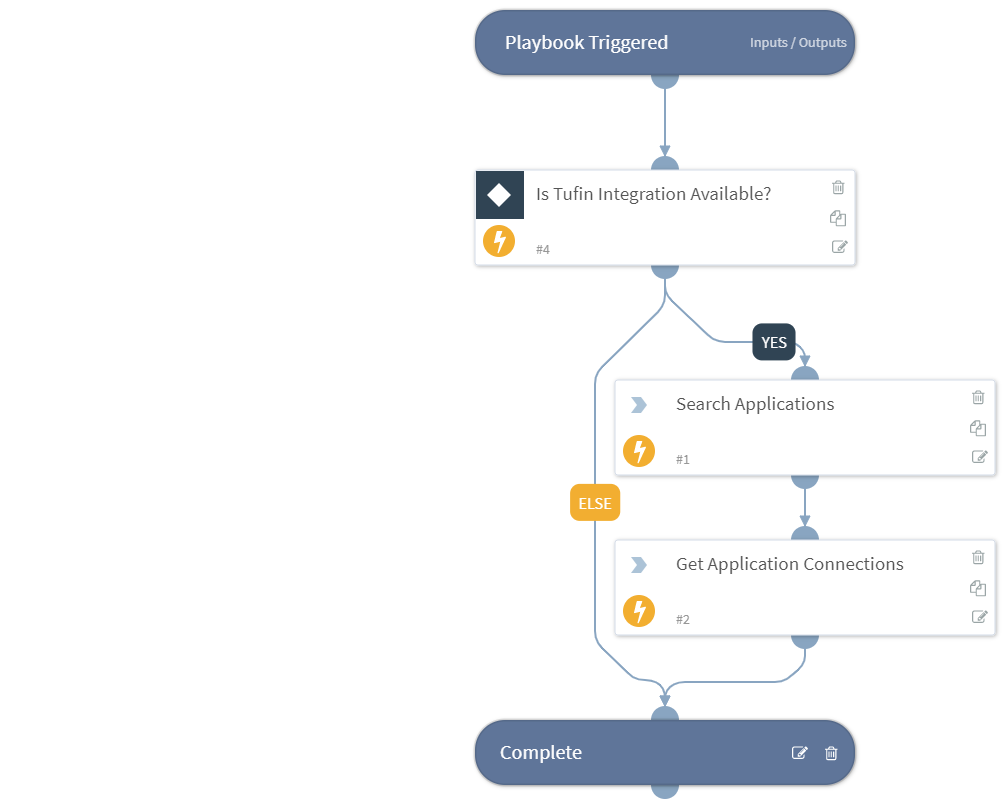 Playbook Triggered
Inputs / Outputs
Is Tufin Integration Available?
#4
YES
Search Applications
#1
ELSE
Get Application Connections
#2
Complete